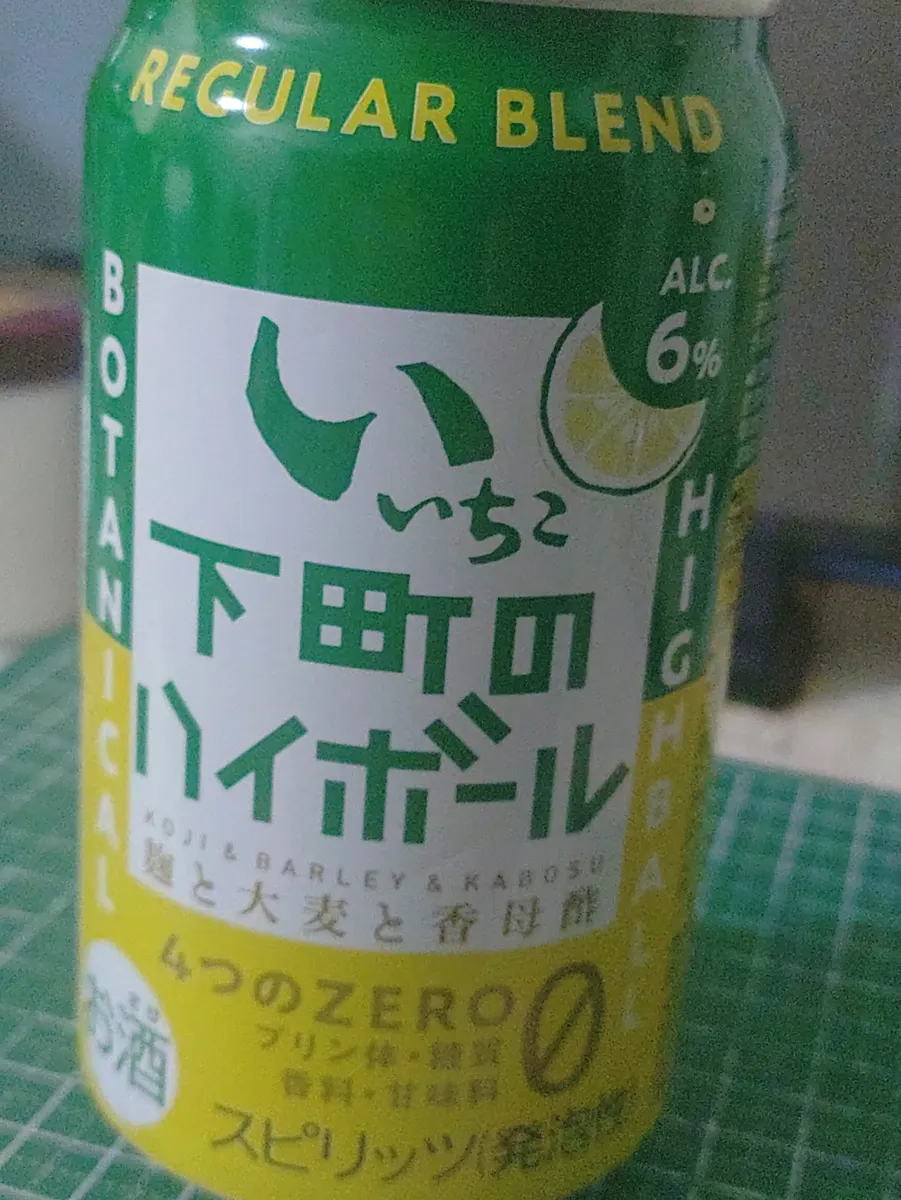 REGULAR BLEND
ALC.
6%
BOTANICAL
い
いいちこ
下町の
ハイボール
HIGHBALL
KOJI & BARLEY & KABOSU
麹と大麦と香母酢
4つのZERO
0
プリン体・糖質
香料・甘味料
お酒
スピリッツ(発泡性